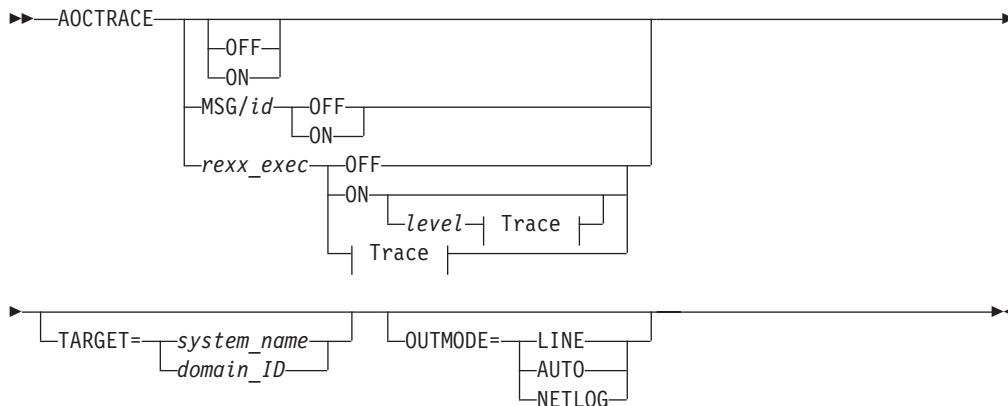 AOCTRACE
OFF
ON
MSG/id OFF
ON
rexx_exec OFF
ON
level Trace
Trace
TARGET= system_name
domain_ID
OUTMODE= LINE
AUTO
NETLOG